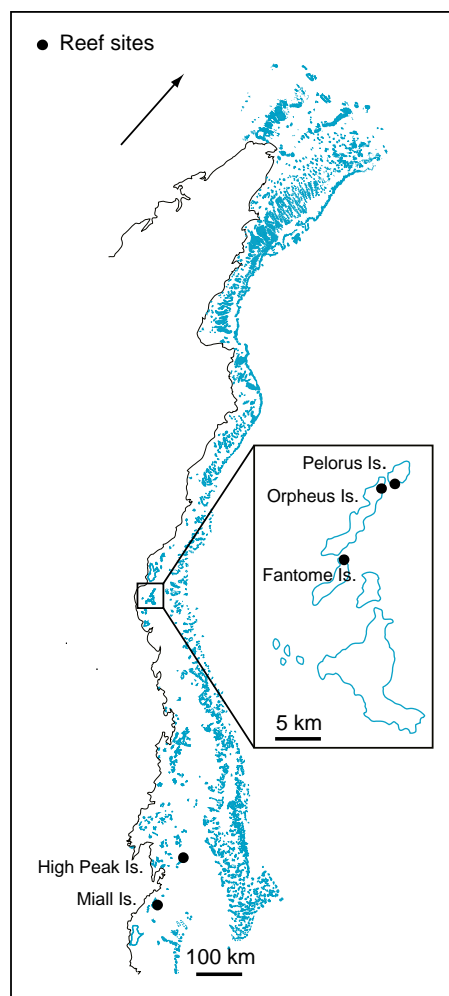 Reef sites
Pelorus Is.
Orpheus Is.
Fantome Is.
5 km
High Peak Is.
Miall Is.
100 km